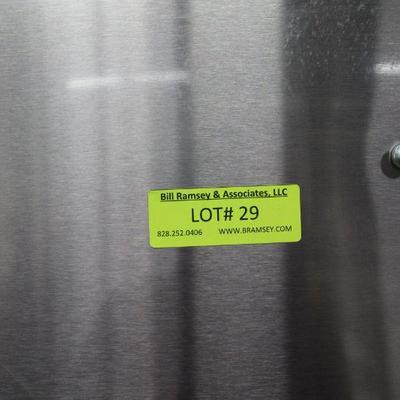 Bill Ramsey & Associates, LLC
LOT# 29
828.252.0406 WWW.BRAMSEY.COM